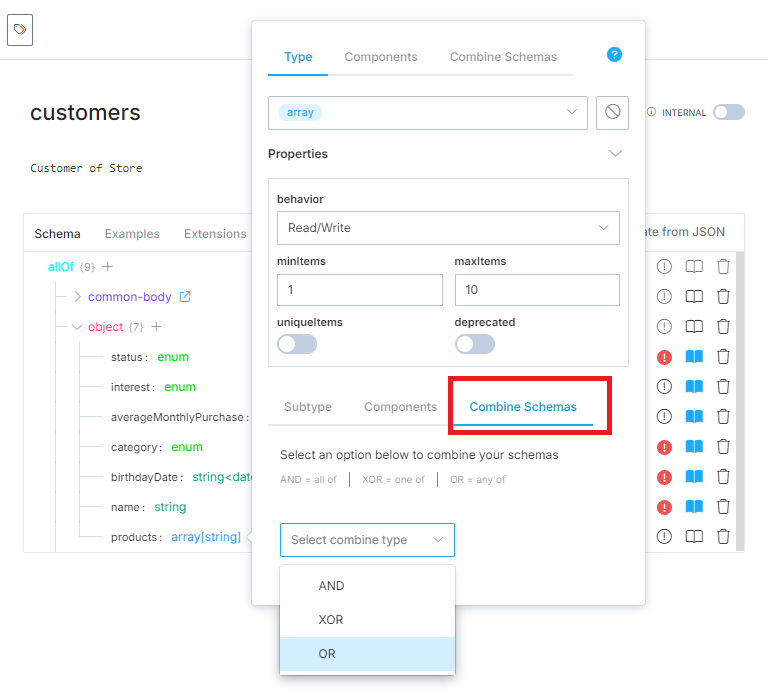 Type Components Combine Schemas ?
array
INTERNAL
customers
Properties
Customer of Store
behavior
Read/Write
Schema Examples Extensions
ate from JSON
minItems maxItems
1 10
uniqueItems deprecated
allOf {9} +
common-body
object {7} +
status: enum
interest: enum
averageMonthlyPurchase:
category: enum
birthdayDate: string<date
name: string
products: array[string]
Subtype Components Combine Schemas
Select an option below to combine your schemas
AND = all of XOR = one of OR = any of
Select combine type
AND
XOR
OR